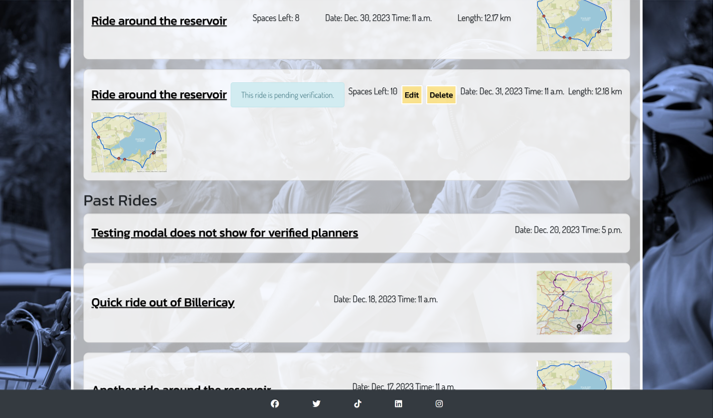 Ride around the reservoir
Spaces Left: 8
Date: Dec. 30, 2023 Time: 11 a.m.
Length: 12.17 km
Ride around the reservoir
This ride is pending verification.
Spaces Left: 10
Edit
Delete
Date: Dec. 31, 2023 Time: 11 a.m.
Length: 12.18 km
Past Rides
Testing modal does not show for verified planners
Date: Dec. 20, 2023 Time: 5 p.m.
Quick ride out of Billericay
Date: Dec. 18, 2023 Time: 11 a.m.
Another ride around the reservoir
Date: Dec. 17, 2023 Time: 11 a.m.